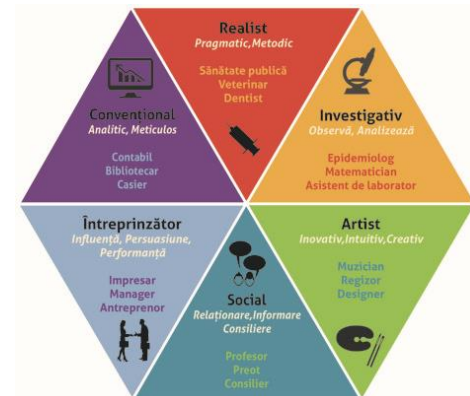 Realist
Pragmatic,Metodic
Sănătate publică
Veterinar
Dentist
Convențional
Analitic, Meticulos
Contabil
Bibliotecar
Casier
Investigativ
Observă, Analizează
Epidemiolog
Matematician
Asistent de laborator
Întreprinzător
Influență, Persuasiune,
Performanță
Impresar
Manager
Antreprenor
Social
Relaționare,Informare
Consiliere
Profesor
Preot
Consilier
Artist
Inovativ,Intuitiv,Creativ
Muzician
Regizor
Designer